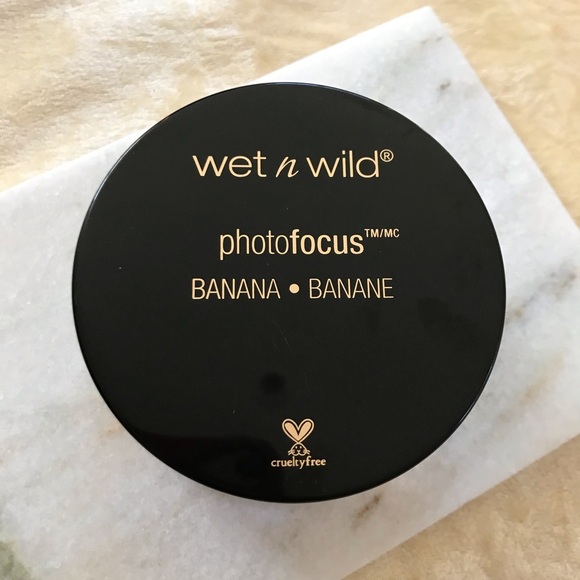 wet n wild®
photofocus™/MC
BANANA • BANANE
crueltyfree